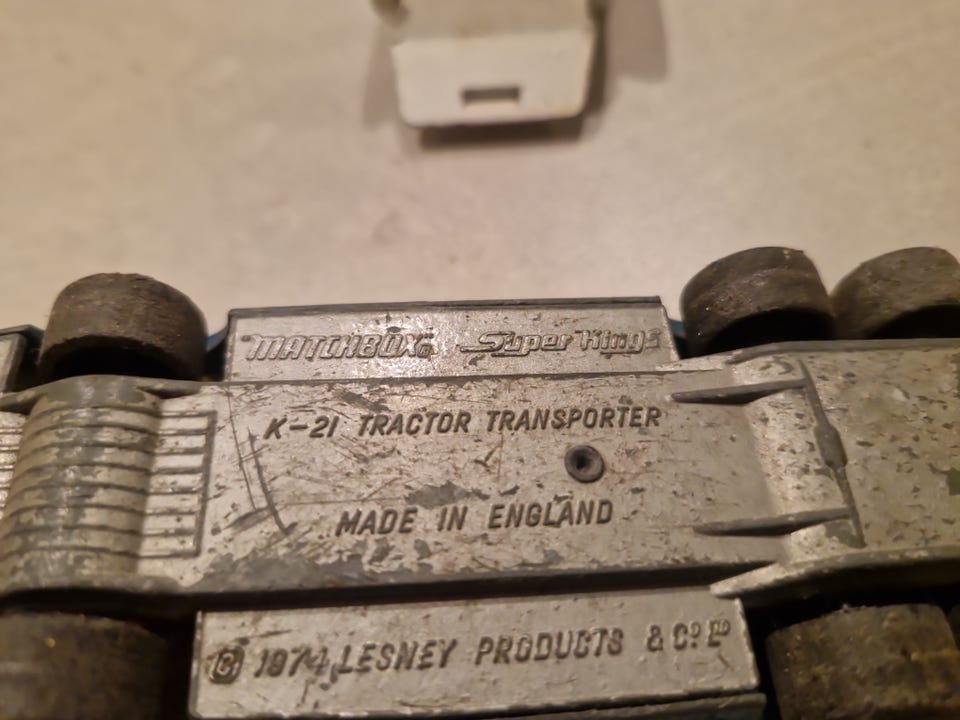 MATCHBOX® Super Kings
K-21 TRACTOR TRANSPORTER
MADE IN ENGLAND
© 1974 LESNEY PRODUCTS & Cº Lᵀᴰ